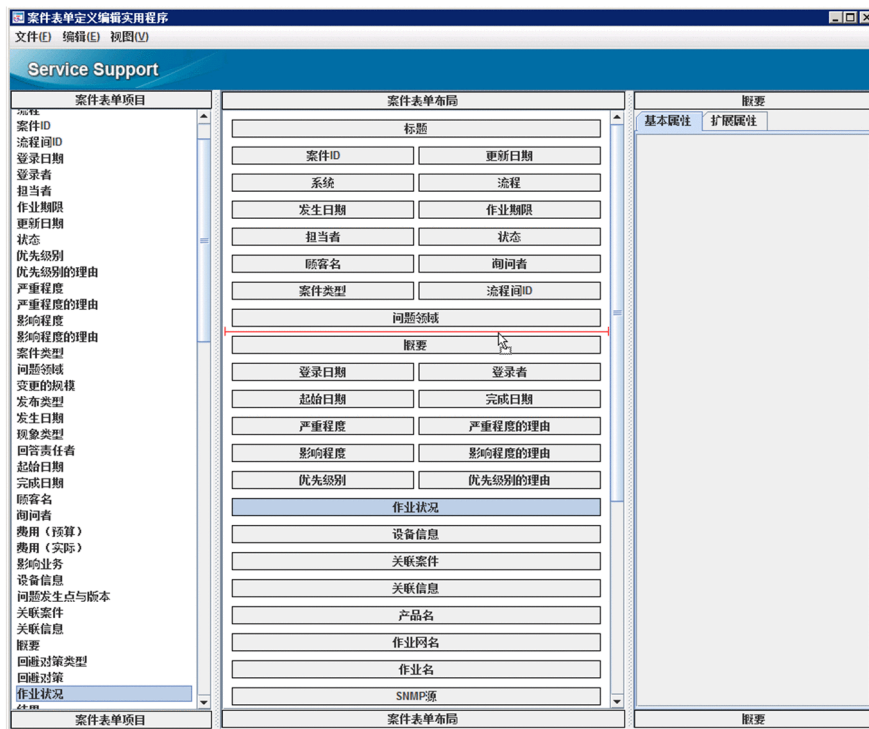 案件表单定义编辑实用程序
文件(F) 编辑(E) 视图(V)
Service Support
案件表单项目
流程
案件ID
流程间ID
登录日期
登录者
担当者
作业期限
更新日期
状态
优先级别
优先级别的理由
严重程度
严重程度的理由
影响程度
影响程度的理由
案件类型
问题领域
变更的规模
发布类型
发生日期
现象类型
回答责任者
起始日期
完成日期
顾客名
询问者
费用（预算）
费用（实际）
影响业务
设备信息
问题发生点与版本
关联案件
关联信息
概要
回避对策类型
回避对策
作业状况
案件表单项目
案件表单布局
标题
案件ID 更新日期
系统 流程
发生日期 作业期限
担当者 状态
顾客名 询问者
案件类型 流程间ID
问题领域
概要
登录日期 登录者
起始日期 完成日期
严重程度 严重程度的理由
影响程度 影响程度的理由
优先级别 优先级别的理由
作业状况
设备信息
关联案件
关联信息
产品名
作业网名
作业名
SNMP源
案件表单布局
概要
基本属性 扩展属性
概要